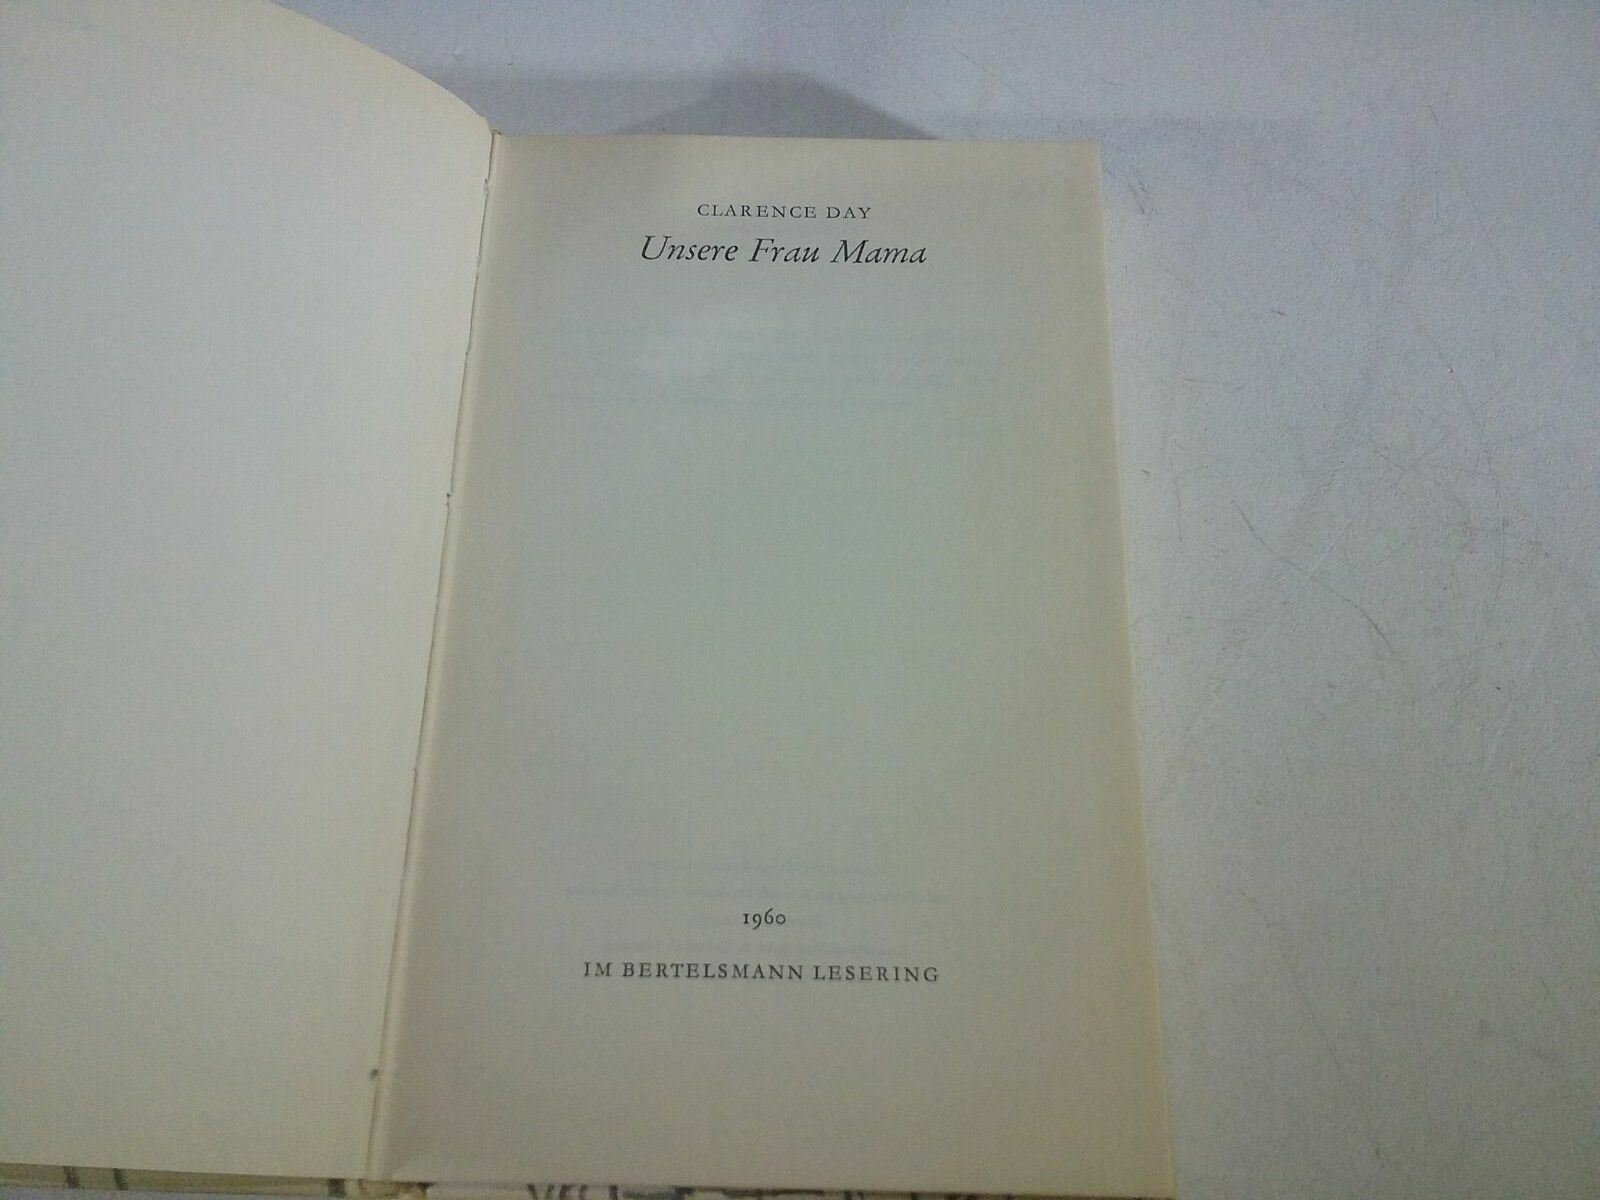 CLARENCE DAY
Unsere Frau Mama
1960
IM BERTELSMANN LESERING